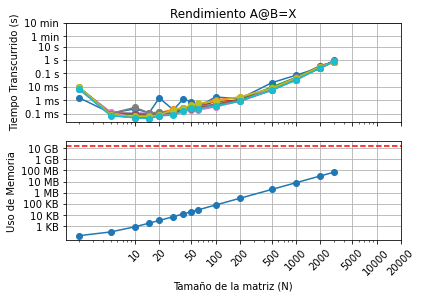 Rendimiento A@B=X
Tiempo Transcurrido (s)
10 min
1 min
10 s
1 s
0.1 s
10 ms
1 ms
0.1 ms
Uso de Memoria
10 GB
1 GB
100 MB
10 MB
1 MB
100 KB
10 KB
1 KB
10 20 50 100 200 500 1000 2000 5000 10000 20000
Tamaño de la matriz (N)